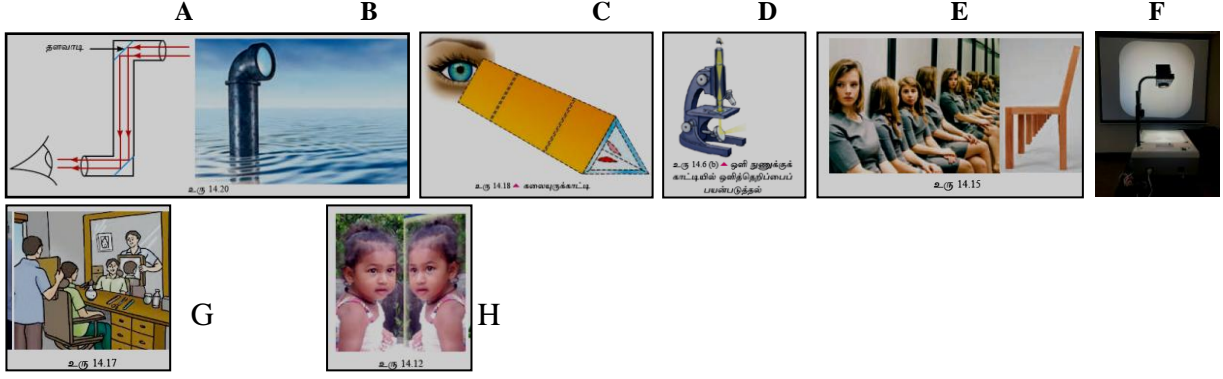 A B C D E F
தளவாடி
உரு 14.20
உரு 14.18 கலையுருக்காட்டி
உரு 14.6 (b) ஒளி நுணுக்குக்
காட்டியில் ஒளித்தெறிப்பைப்
பயன்படுத்தல்
உரு 14.15
G
H
உரு 14.17
உரு 14.12